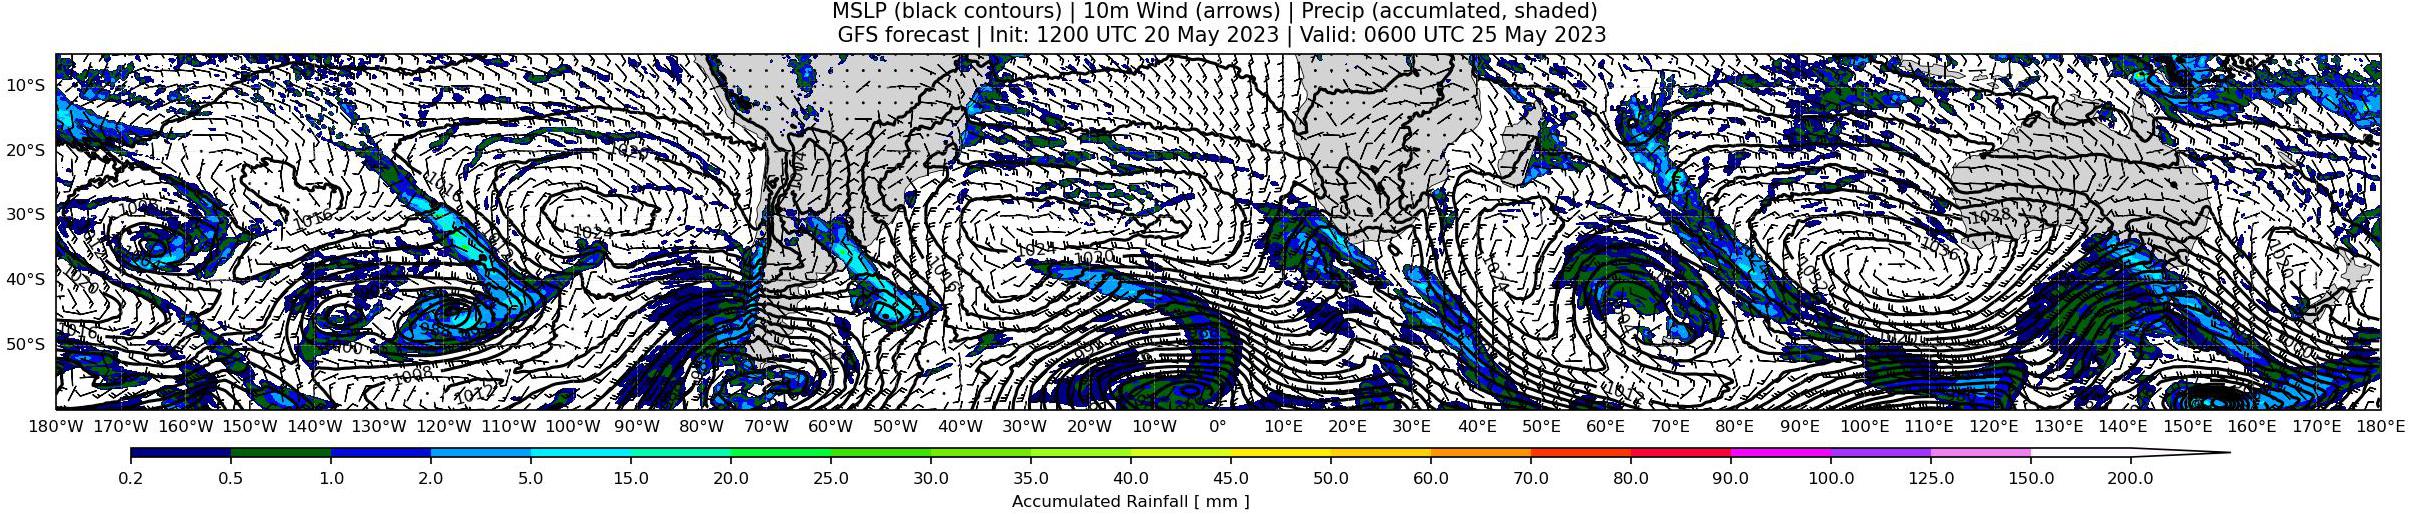 MSLP (black contours) | 10m Wind (arrows) | Precip (accumlated, shaded)
GFS forecast | Init: 1200 UTC 20 May 2023 | Valid: 0600 UTC 25 May 2023
10°S
20°S
30°S
40°S
50°S
1020
1004
1016
1016
1028
1024
1024
1020
1036
1020
1008
1012
1012
1020
180°W 170°W 160°W 150°W 140°W 130°W 120°W 110°W 100°W 90°W 80°W 70°W 60°W 50°W 40°W 30°W 20°W 10°W 0° 10°E 20°E 30°E 40°E 50°E 60°E 70°E 80°E 90°E 100°E 110°E 120°E 130°E 140°E 150°E 160°E 170°E 180°E
0.2 0.5 1.0 2.0 5.0 15.0 20.0 25.0 30.0 35.0 40.0 45.0 50.0 60.0 70.0 80.0 90.0 100.0 125.0 150.0 200.0
Accumulated Rainfall [ mm ]